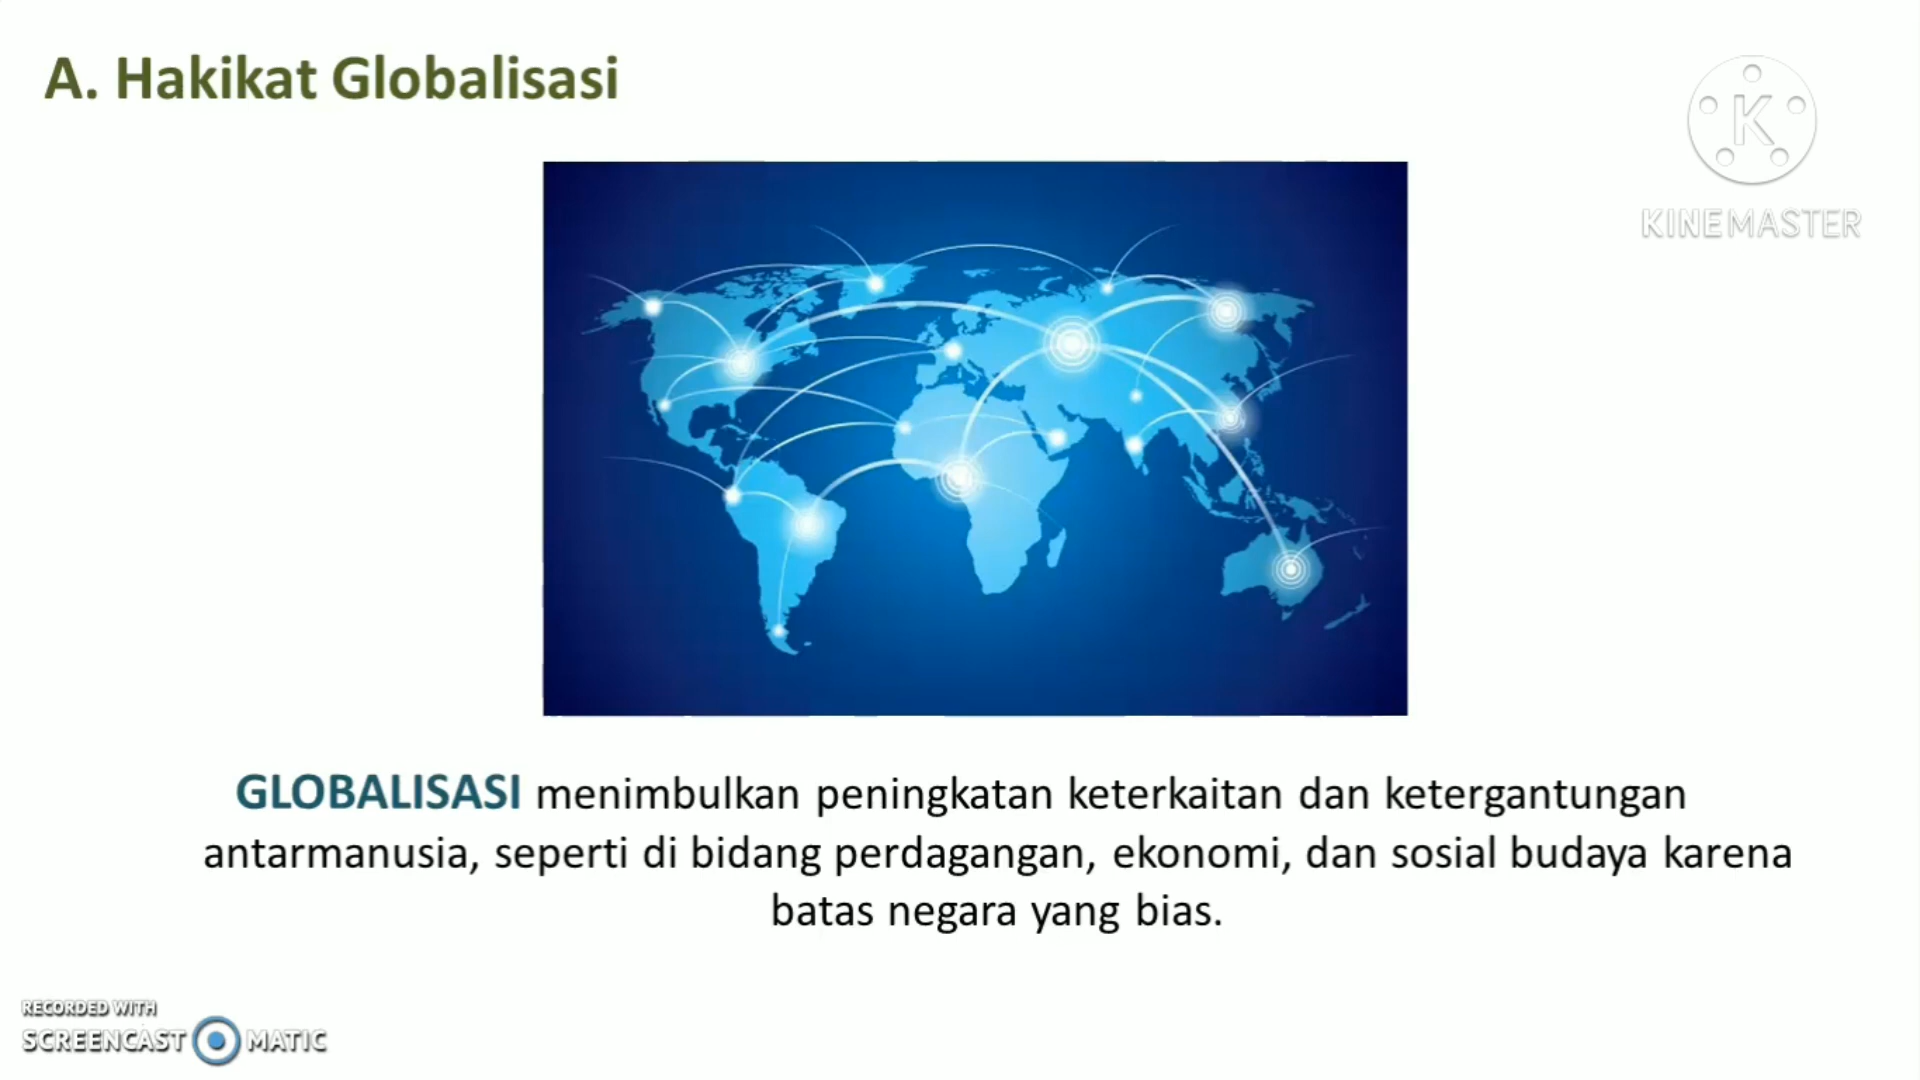 A. Hakikat Globalisasi
K
KINEMASTER
GLOBALISASI menimbulkan peningkatan keterkaitan dan ketergantungan
antarmanusia, seperti di bidang perdagangan, ekonomi, dan sosial budaya karena
batas negara yang bias.
RECORDED WITH
SCREENCAST MATIC